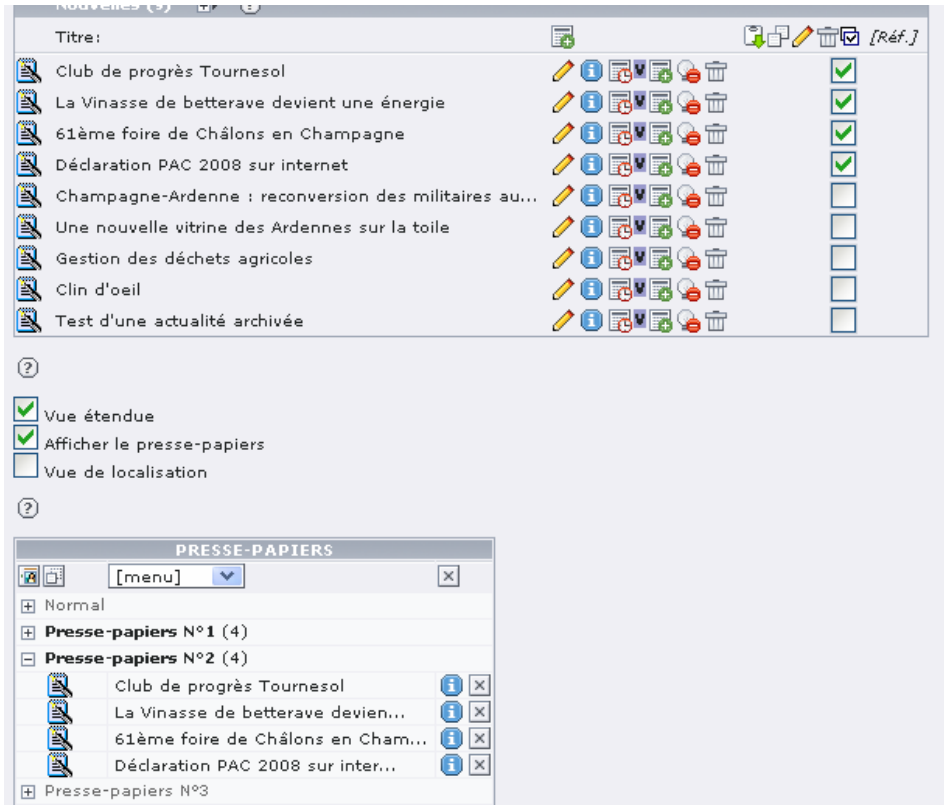 Nouvelles (9)
Titre: [Réf.]
Club de progrès Tournesol
La Vinasse de betterave devient une énergie
61ème foire de Châlons en Champagne
Déclaration PAC 2008 sur internet
Champagne-Ardenne : reconversion des militaires au...
Une nouvelle vitrine des Ardennes sur la toile
Gestion des déchets agricoles
Clin d'oeil
Test d'une actualité archivée
Vue étendue
Afficher le presse-papiers
Vue de localisation
PRESSE-PAPIERS
[menu]
Normal
Presse-papiers N°1 (4)
Presse-papiers N°2 (4)
Club de progrès Tournesol
La Vinasse de betterave devien...
61ème foire de Châlons en Cham...
Déclaration PAC 2008 sur inter...
Presse-papiers N°3